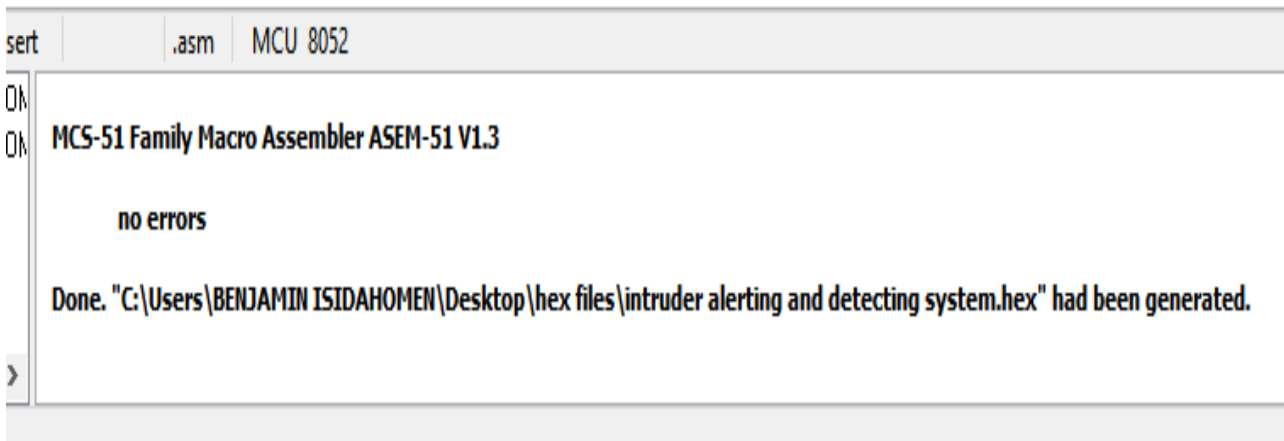 sert .asm MCU 8052
MCS-51 Family Macro Assembler ASEM-51 V1.3
no errors
Done. "C:\Users\BENJAMIN ISIDAHOMEN\Desktop\hex files\intruder alerting and detecting system.hex" had been generated.